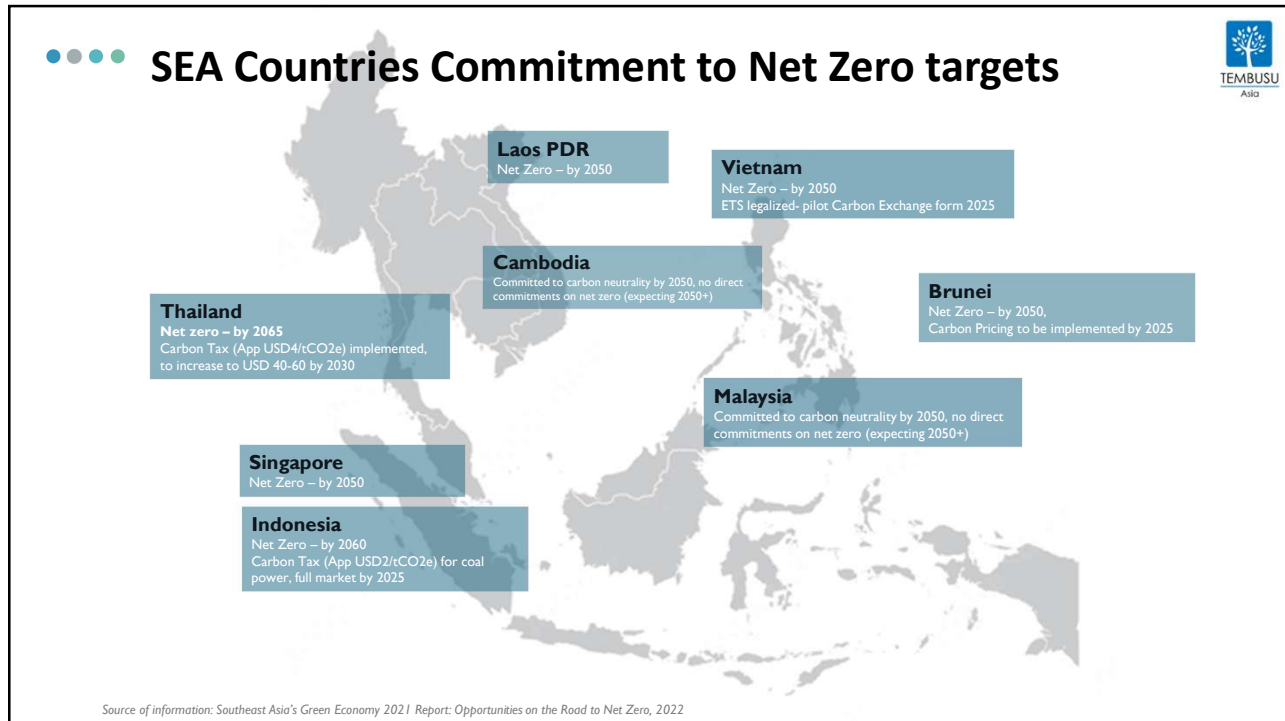 SEA Countries Commitment to Net Zero targets
TEMBUSU
Asia
Laos PDR
Net Zero – by 2050
Vietnam
Net Zero – by 2050
ETS legalized- pilot Carbon Exchange form 2025
Cambodia
Committed to carbon neutrality by 2050, no direct
commitments on net zero (expecting 2050+)
Brunei
Net Zero – by 2050,
Carbon Pricing to be implemented by 2025
Thailand
Net zero – by 2065
Carbon Tax (App USD4/tCO2e) implemented,
to increase to USD 40-60 by 2030
Malaysia
Committed to carbon neutrality by 2050, no direct
commitments on net zero (expecting 2050+)
Singapore
Net Zero – by 2050
Indonesia
Net Zero – by 2060
Carbon Tax (App USD2/tCO2e) for coal
power, full market by 2025
Source of information: Southeast Asia's Green Economy 2021 Report: Opportunities on the Road to Net Zero, 2022